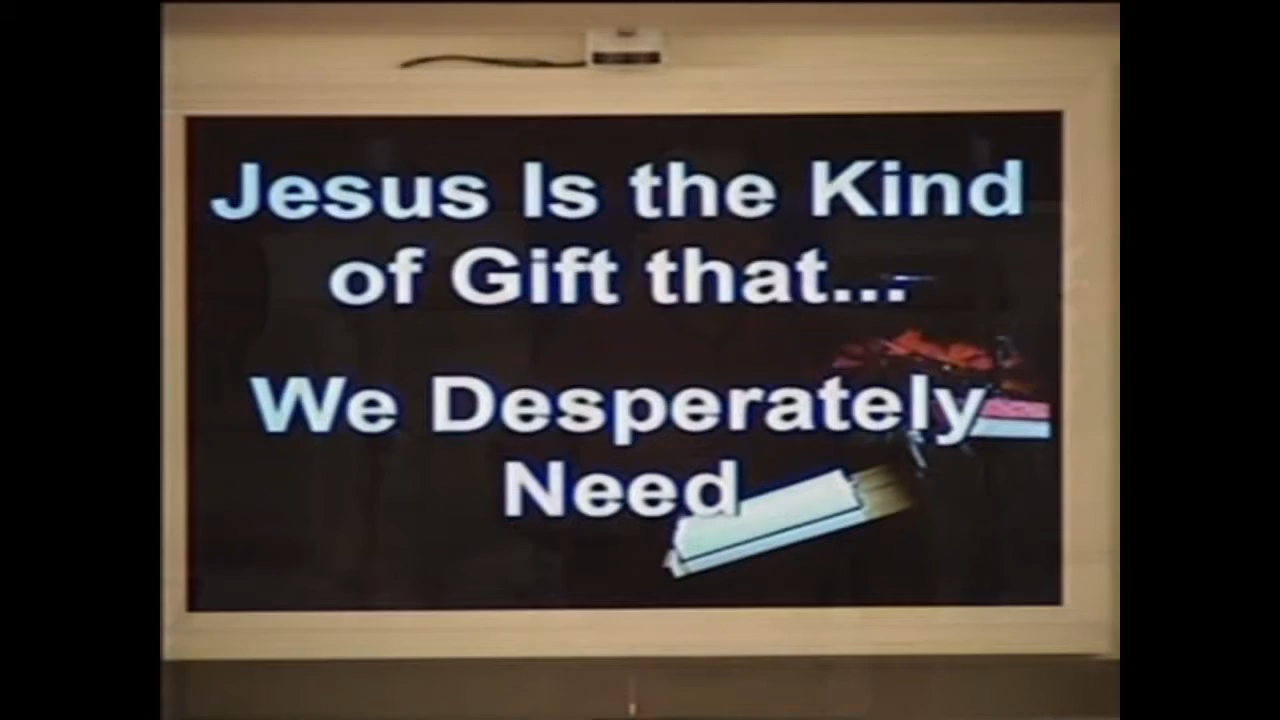 Jesus Is the Kind
of Gift that...
We Desperately
Need